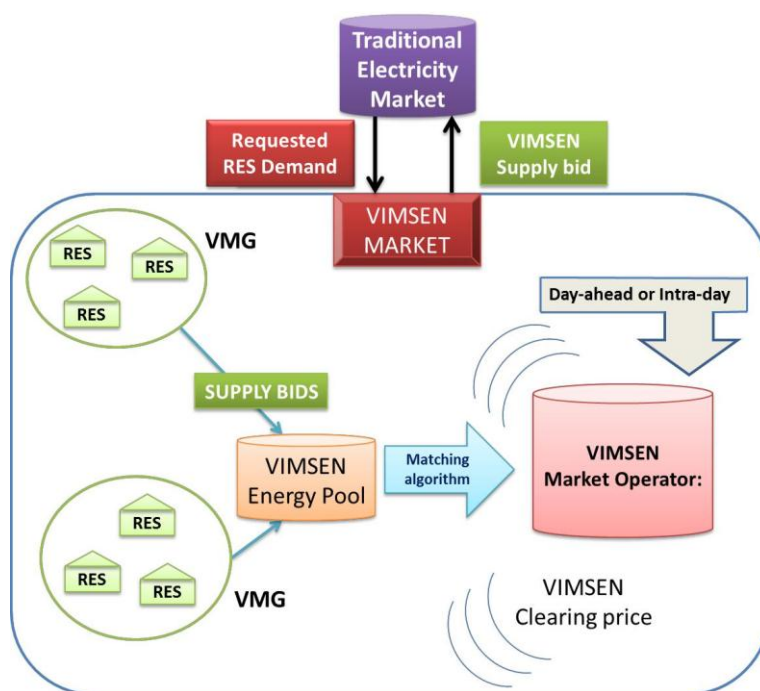 Traditional
Electricity
Market
Requested
RES Demand
VIMSEN
Supply bid
VIMSEN
MARKET
VMG
RES
RES
RES
Day-ahead or Intra-day
SUPPLY BIDS
VIMSEN
Energy Pool
Matching
algorithm
VIMSEN
Market Operator:
RES
RES
RES
VMG
VIMSEN
Clearing price